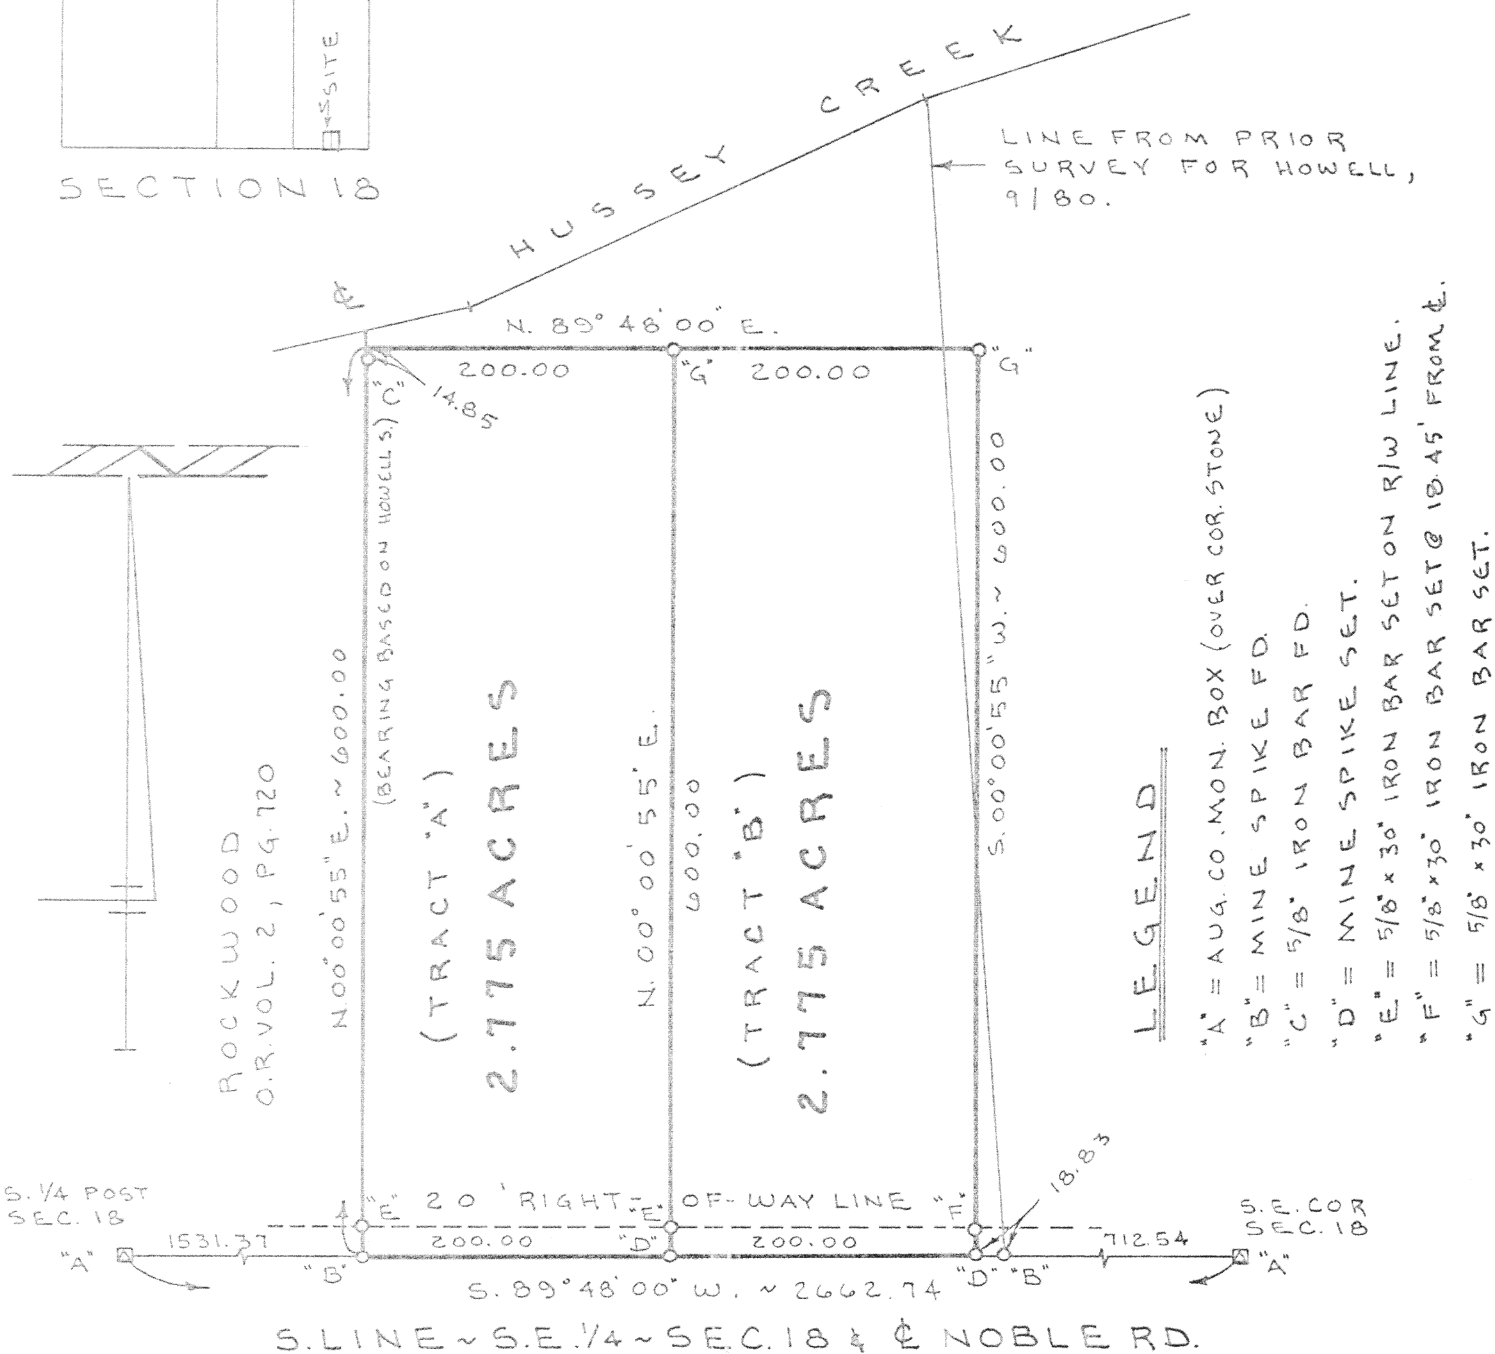 SITE
SECTION 18
HUSSEY CREEK
LINE FROM PRIOR
SURVEY FOR HOWELL,
9/80.
℄
N. 89° 48' 00" E.
200.00
200.00
"C"
14.85
"G"
"G"
N. 00° 00' 55" E. ~ 600.00
(BEARING BASED ON HOWELL S.)
(TRACT "A")
2.775 ACRES
N. 00° 00' 55" E.
600.00
(TRACT "B")
2.775 ACRES
S. 00° 00' 55" W. ~ 600.00
ROCKWOOD
O.R. VOL. 2, PG. 720
LEGEND
"A" = AUG. CO. MON. BOX (OVER COR. STONE)
"B" = MINE SPIKE FD.
"C" = 5/8" IRON BAR FD.
"D" = MINE SPIKE SET.
"E" = 5/8" x 30" IRON BAR SET ON R/W LINE.
"F" = 5/8" x 30" IRON BAR SET @ 18.45' FROM ℄.
"G" = 5/8" x 30" IRON BAR SET.
18.83
S. 1/4 POST
SEC. 18
"E" 20' RIGHT-"E" OF-WAY LINE "F"
S.E. COR
SEC. 18
"A" 1531.37 "B" 200.00 "D" 200.00 "D" "B" 712.54 "A"
S. 89° 48' 00" W. ~ 2662.74
S. LINE ~ S.E. 1/4 ~ SEC. 18 & ℄ NOBLE RD.